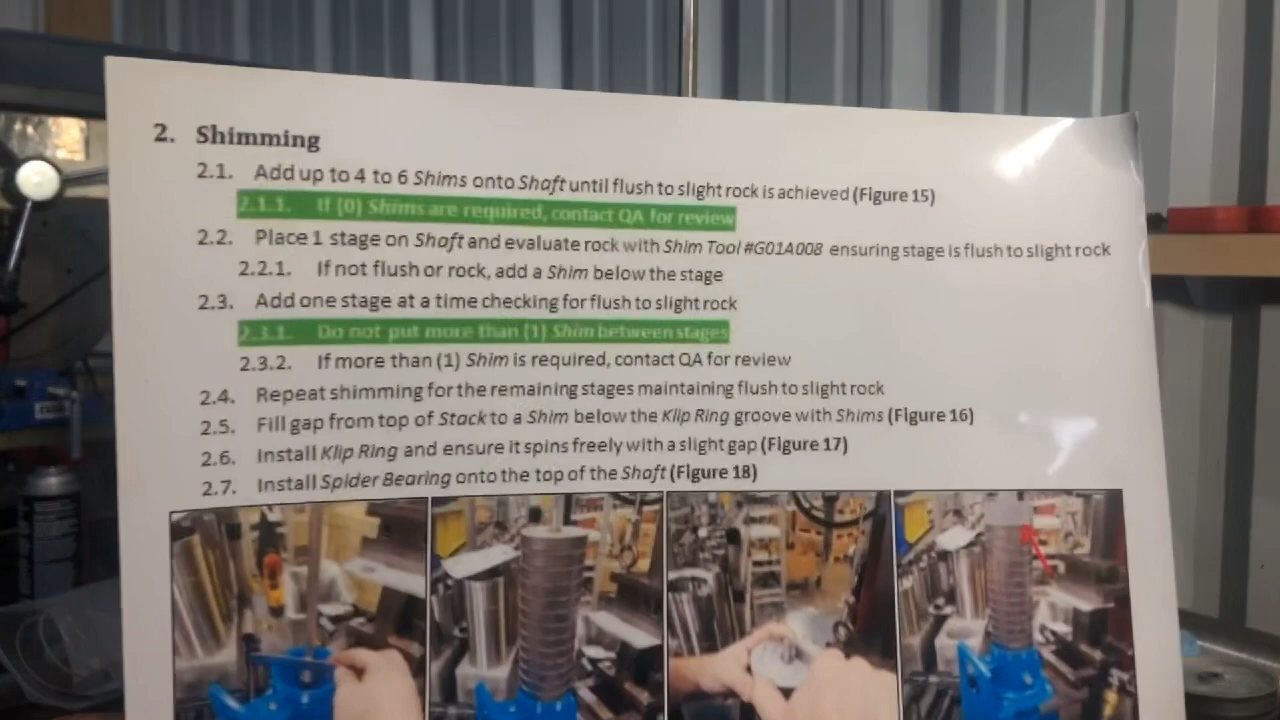 2. Shimming
2.1. Add up to 4 to 6 Shims onto Shaft until flush to slight rock is achieved (Figure 15)
2.1.1. If (0) Shims are required, contact QA for review
2.2. Place 1 stage on Shaft and evaluate rock with Shim Tool #G01A008 ensuring stage is flush to slight rock
2.2.1. If not flush or rock, add a Shim below the stage
2.3. Add one stage at a time checking for flush to slight rock
2.3.1. Do not put more than (1) Shim between stages
2.3.2. If more than (1) Shim is required, contact QA for review
2.4. Repeat shimming for the remaining stages maintaining flush to slight rock
2.5. Fill gap from top of Stack to a Shim below the Klip Ring groove with Shims (Figure 16)
2.6. Install Klip Ring and ensure it spins freely with a slight gap (Figure 17)
2.7. Install Spider Bearing onto the top of the Shaft (Figure 18)